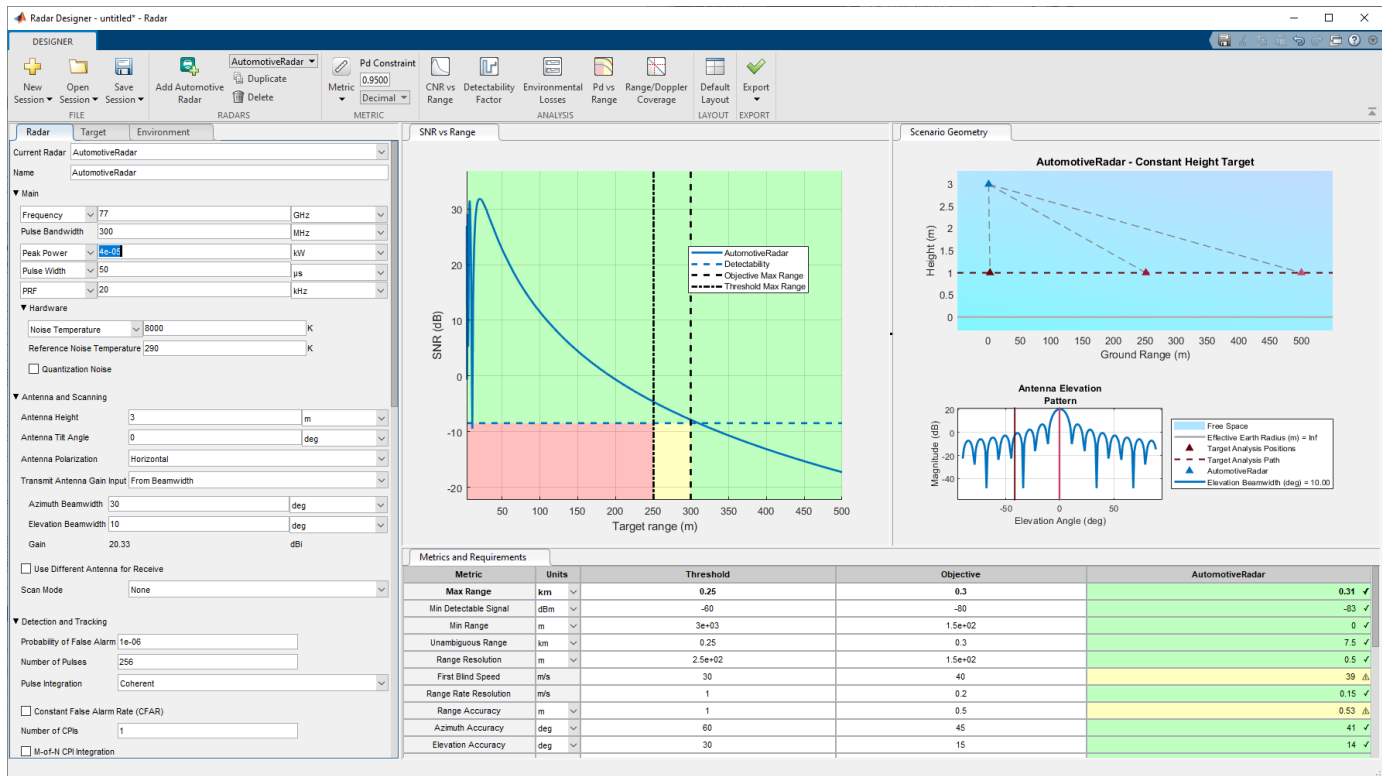 Radar Designer - untitled* - Radar
DESIGNER
New Session
Open Session
Save Session
FILE
Add Automotive Radar
AutomotiveRadar
Duplicate
Delete
RADARS
Metric
Pd Constraint
0.9500
Decimal
METRIC
CNR vs Range
Detectability Factor
Environmental Losses
Pd vs Range
Range/Doppler Coverage
ANALYSIS
Default Layout
LAYOUT
Export
EXPORT
Radar Target Environment
Current Radar AutomotiveRadar
Name AutomotiveRadar
Main
Frequency 77 GHz
Pulse Bandwidth 300 MHz
Peak Power 4e-05 kW
Pulse Width 50 µs
PRF 20 kHz
Hardware
Noise Temperature 8000 K
Reference Noise Temperature 290 K
Quantization Noise
Antenna and Scanning
Antenna Height 3 m
Antenna Tilt Angle 0 deg
Antenna Polarization Horizontal
Transmit Antenna Gain Input From Beamwidth
Azimuth Beamwidth 30 deg
Elevation Beamwidth 10 deg
Gain 20.33 dBi
Use Different Antenna for Receive
Scan Mode None
Detection and Tracking
Probability of False Alarm 1e-06
Number of Pulses 256
Pulse Integration Coherent
Constant False Alarm Rate (CFAR)
Number of CPIs 1
M-of-N CPI Integration
SNR vs Range
SNR (dB)
30
20
10
0
-10
-20
50 100 150 200 250 300 350 400 450 500
Target range (m)
AutomotiveRadar
Detectability
Objective Max Range
Threshold Max Range
Scenario Geometry
AutomotiveRadar - Constant Height Target
Height (m)
3
2.5
2
1.5
1
0.5
0
0 50 100 150 200 250 300 350 400 450 500
Ground Range (m)
Antenna Elevation
Pattern
Magnitude (dB)
20
0
-20
-40
-50 0 50
Elevation Angle (deg)
Free Space
Effective Earth Radius (m) = Inf
Target Analysis Positions
Target Analysis Path
AutomotiveRadar
Elevation Beamwidth (deg) = 10.00
Metrics and Requirements
Metric Units Threshold Objective AutomotiveRadar
Max Range km 0.25 0.3 0.31 ✓
Min Detectable Signal dBm -60 -80 -83 ✓
Min Range m 3e+03 1.5e+02 0 ✓
Unambiguous Range km 0.25 0.3 7.5 ✓
Range Resolution m 2.5e+02 1.5e+02 0.5 ✓
First Blind Speed m/s 30 40 39 ⚠
Range Rate Resolution m/s 1 0.2 0.15 ✓
Range Accuracy m 1 0.5 0.53 ⚠
Azimuth Accuracy deg 60 45 41 ✓
Elevation Accuracy deg 30 15 14 ✓